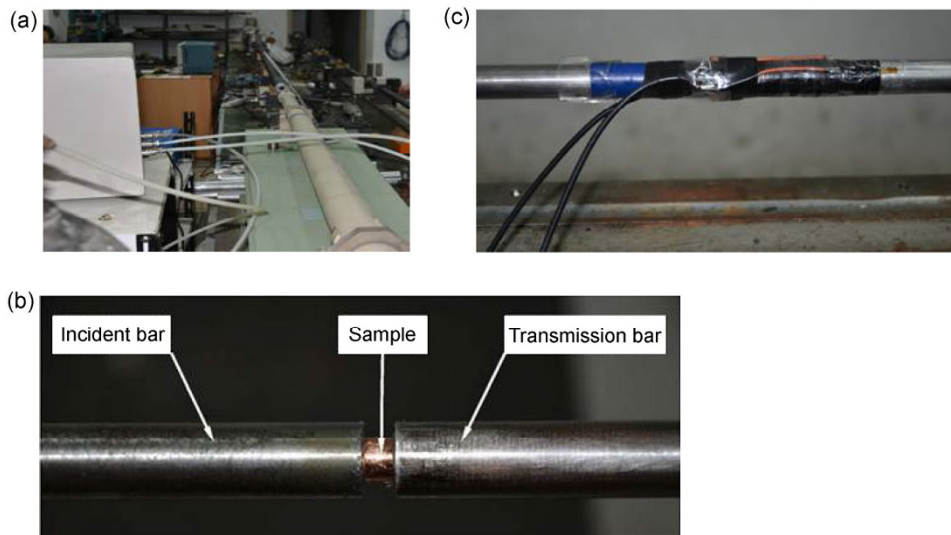 (a)
(c)
(b)
Incident bar
Sample
Transmission bar